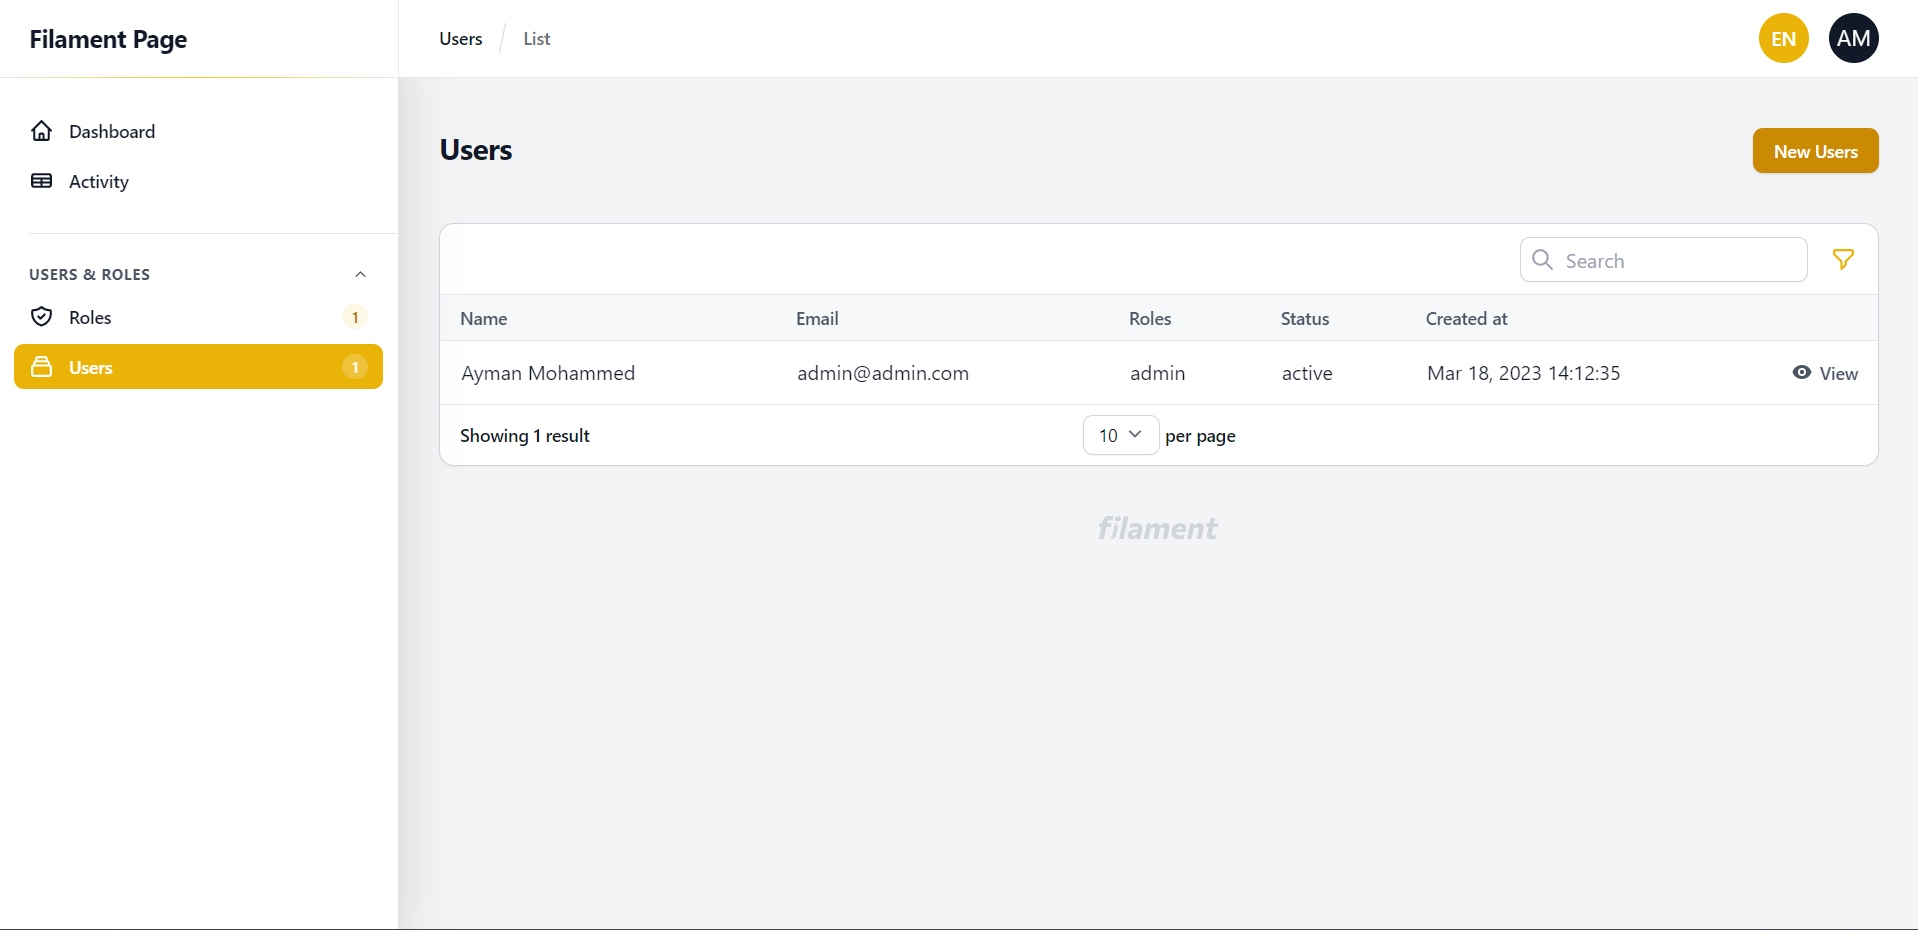 Filament Page
Users
List
EN
AM
Dashboard
Activity
USERS & ROLES
Roles 1
Users 1
Users
New Users
Search
Name Email Roles Status Created at
Ayman Mohammed admin@admin.com admin active Mar 18, 2023 14:12:35 View
Showing 1 result 10 per page
filament